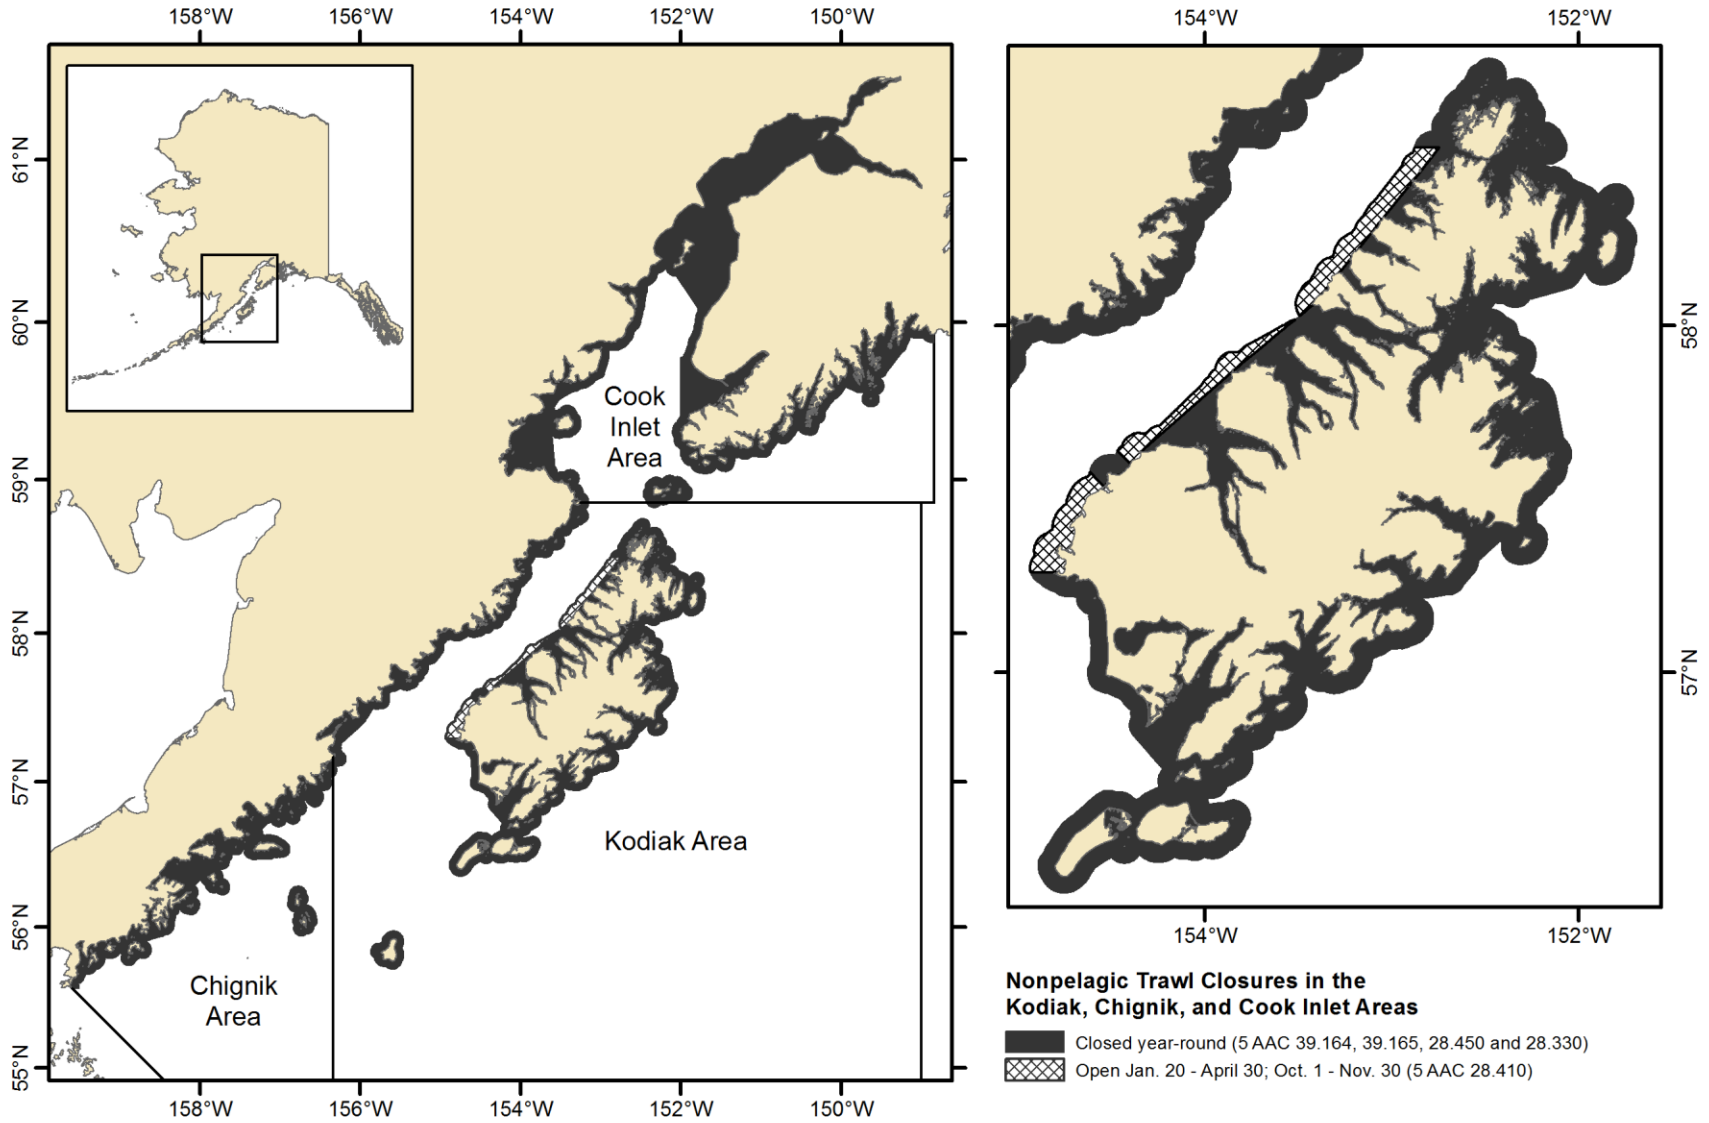 158°W 156°W 154°W 152°W 150°W
154°W 152°W
61°N
60°N
59°N
58°N
57°N
56°N
55°N
Cook
Inlet
Area
Kodiak Area
Chignik
Area
158°W 156°W 154°W 152°W 150°W
58°N
57°N
154°W 152°W
Nonpelagic Trawl Closures in the
Kodiak, Chignik, and Cook Inlet Areas
Closed year-round (5 AAC 39.164, 39.165, 28.450 and 28.330)
Open Jan. 20 - April 30; Oct. 1 - Nov. 30 (5 AAC 28.410)